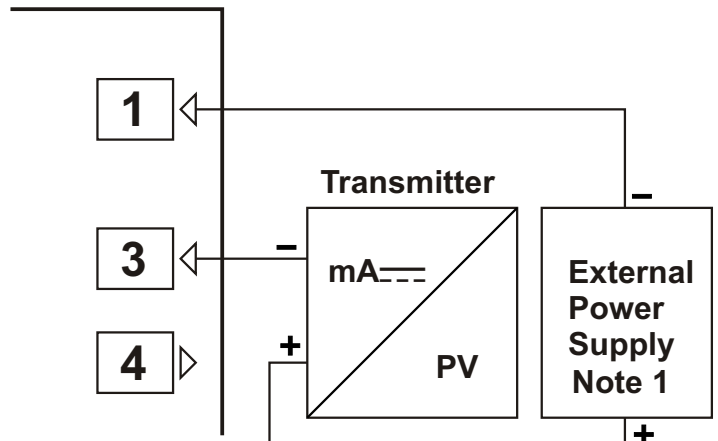 1
−
Transmitter
3
−
mA
External
Power
Supply
Note 1
4
+
PV
+